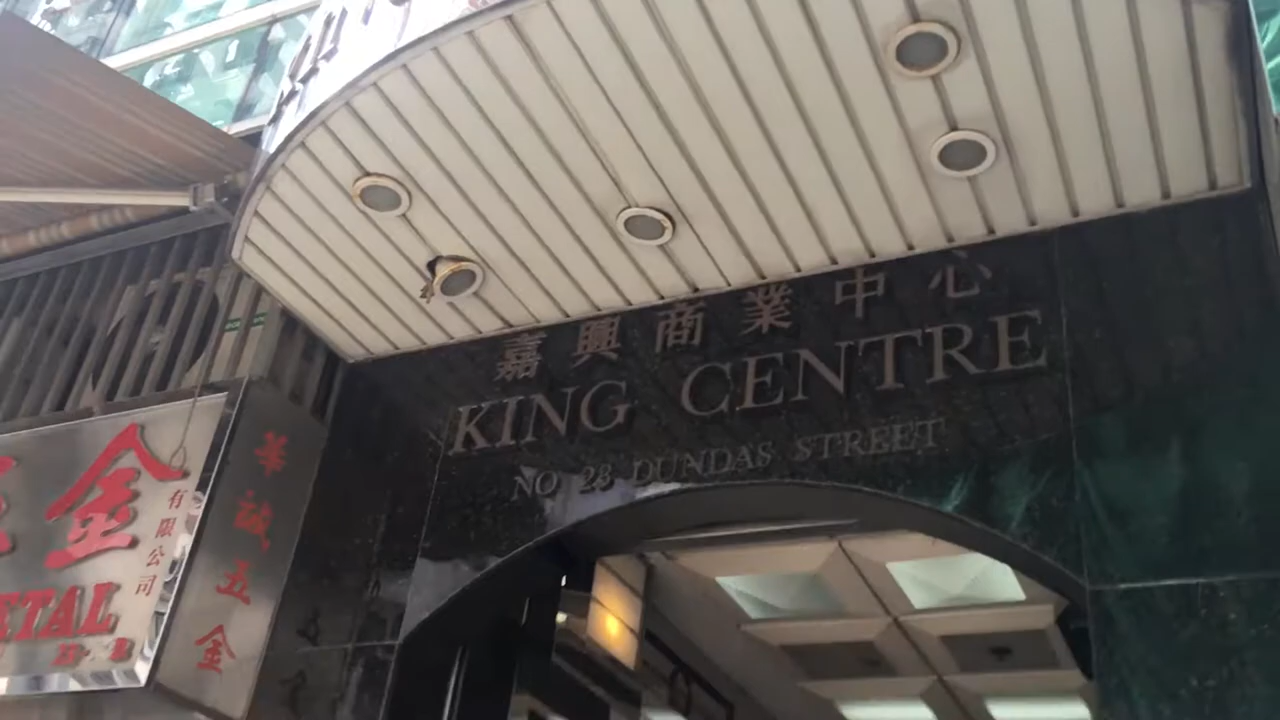 嘉興商業中心
KING CENTRE
NO 23 DUNDAS STREET
金
有限公司
ETAL
華誠五金